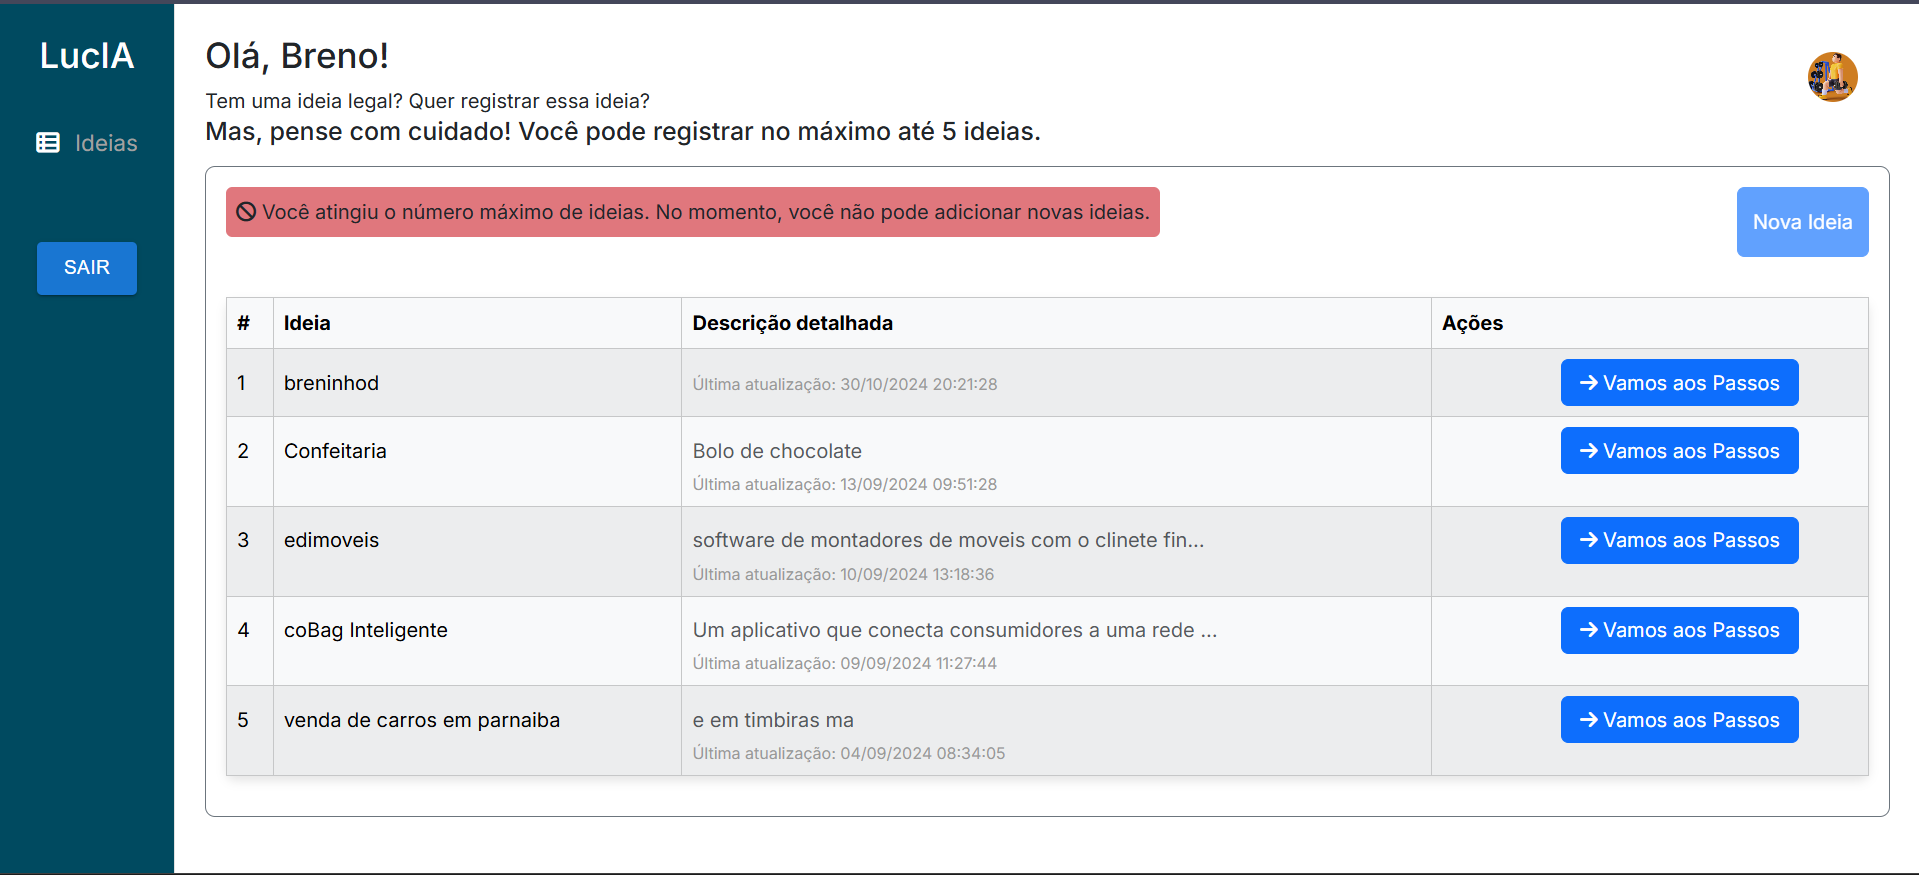 LucIA
Ideias
SAIR
Olá, Breno!
Tem uma ideia legal? Quer registrar essa ideia?
Mas, pense com cuidado! Você pode registrar no máximo até 5 ideias.
Você atingiu o número máximo de ideias. No momento, você não pode adicionar novas ideias.
Nova Ideia
# Ideia Descrição detalhada Ações
1 breninhod Última atualização: 30/10/2024 20:21:28 Vamos aos Passos
2 Confeitaria Bolo de chocolate Vamos aos Passos
Última atualização: 13/09/2024 09:51:28
3 edimoveis software de montadores de moveis com o clinete fin... Vamos aos Passos
Última atualização: 10/09/2024 13:18:36
4 coBag Inteligente Um aplicativo que conecta consumidores a uma rede ... Vamos aos Passos
Última atualização: 09/09/2024 11:27:44
5 venda de carros em parnaiba e em timbiras ma Vamos aos Passos
Última atualização: 04/09/2024 08:34:05